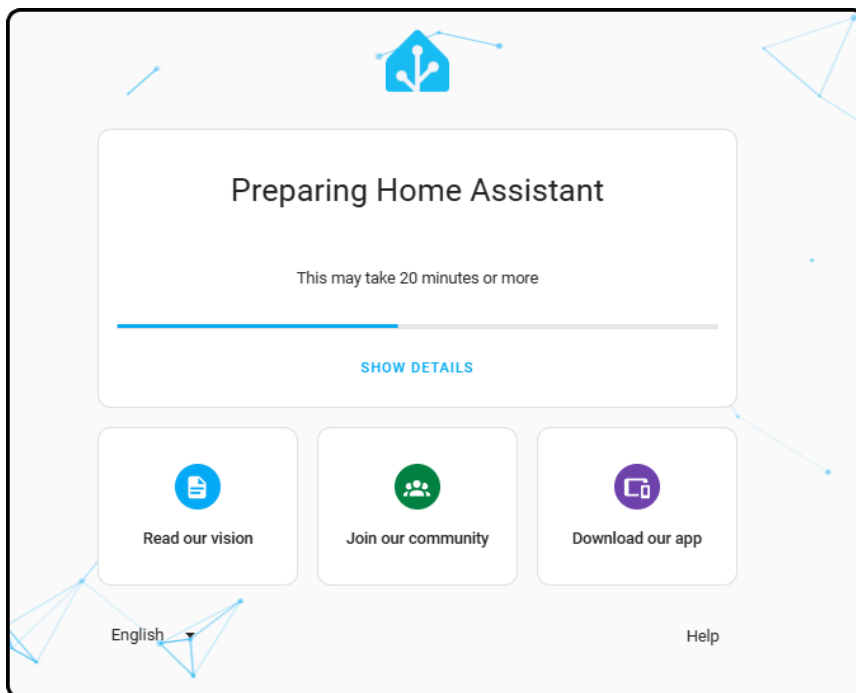 Preparing Home Assistant
This may take 20 minutes or more
SHOW DETAILS
Read our vision
Join our community
Download our app
English
Help